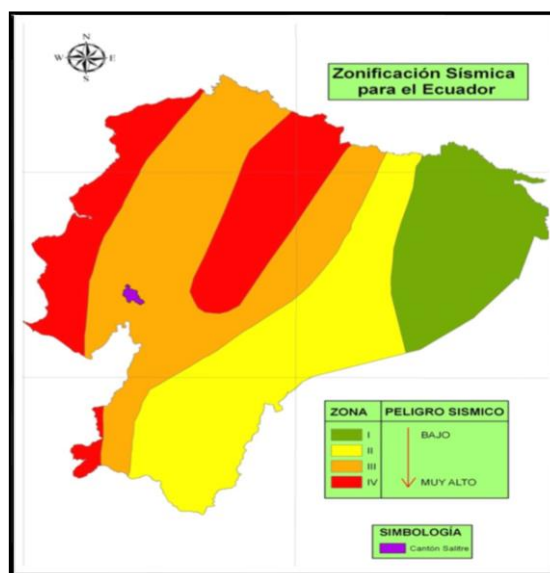 N
W E
S
Zonificación Sísmica
para el Ecuador
ZONA PELIGRO SISMICO
I BAJO
II
III
IV MUY ALTO
SIMBOLOGÍA
Cantón Salitre